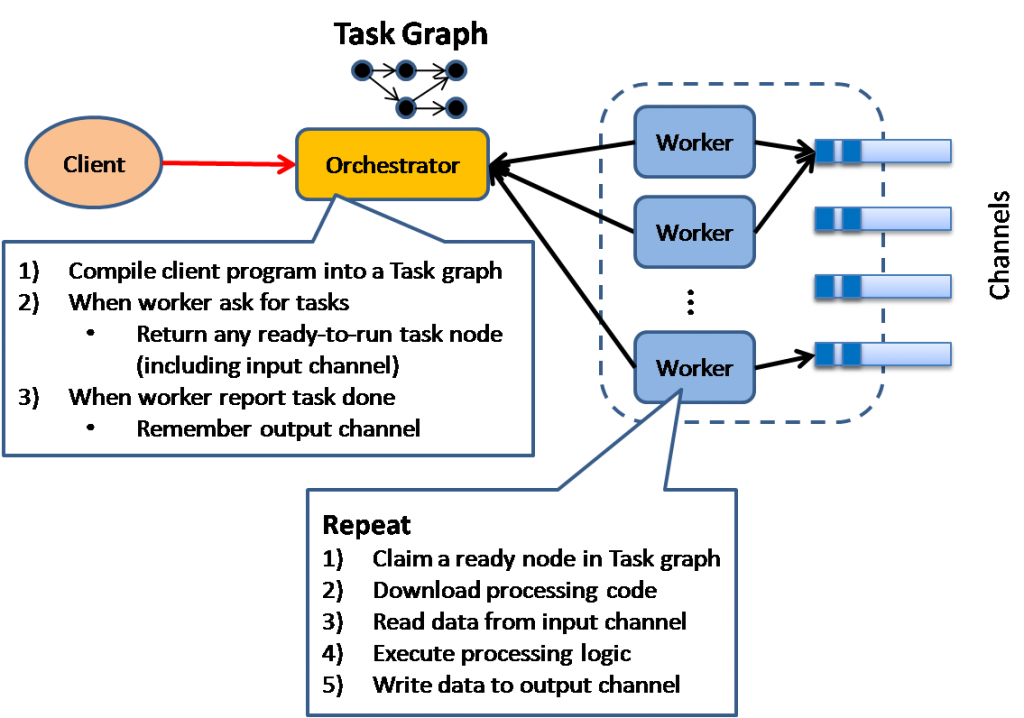 Task Graph
Client
Orchestrator
Worker
Worker
...
Worker
Channels
1) Compile client program into a Task graph
2) When worker ask for tasks
• Return any ready-to-run task node
(including input channel)
3) When worker report task done
• Remember output channel
Repeat
1) Claim a ready node in Task graph
2) Download processing code
3) Read data from input channel
4) Execute processing logic
5) Write data to output channel